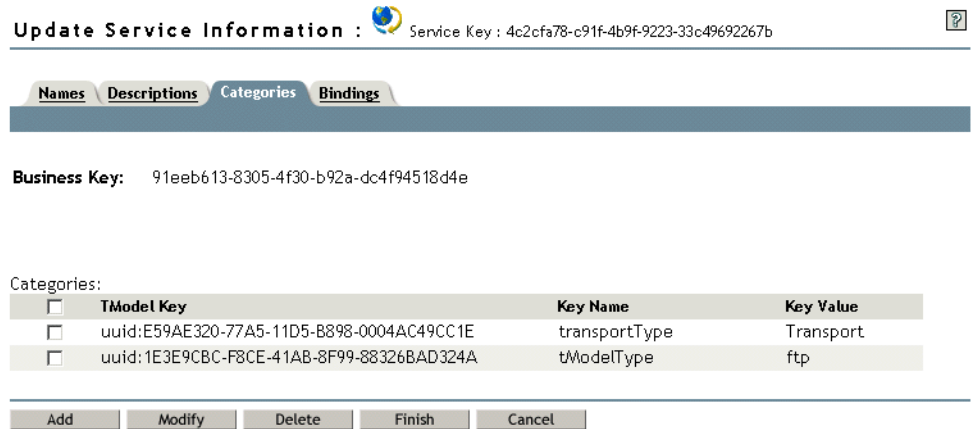 Update Service Information : Service Key : 4c2cfa78-c91f-4b9f-9223-33c49692267b ?
Names Descriptions Categories Bindings
Business Key: 91eeb613-8305-4f30-b92a-dc4f94518d4e
Categories:
TModel Key Key Name Key Value
uuid:E59AE320-77A5-11D5-B898-0004AC49CC1E transportType Transport
uuid:1E3E9CBC-F8CE-41AB-8F99-88326BAD324A tModelType ftp
Add Modify Delete Finish Cancel